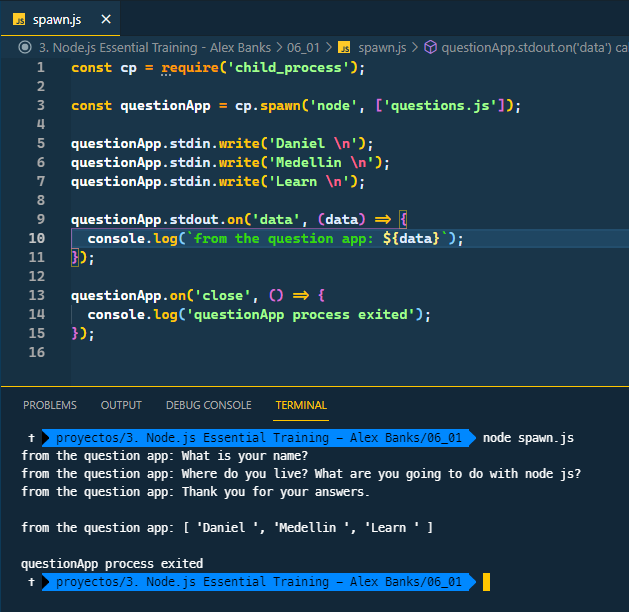 JS spawn.js ×
3. Node.js Essential Training - Alex Banks > 06_01 > JS spawn.js > questionApp.stdout.on('data') cal
1 const cp = require('child_process');
2
3 const questionApp = cp.spawn('node', ['questions.js']);
4
5 questionApp.stdin.write('Daniel \n');
6 questionApp.stdin.write('Medellin \n');
7 questionApp.stdin.write('Learn \n');
8
9 questionApp.stdout.on('data', (data) => {
10 console.log(`from the question app: ${data}`);
11 });
12
13 questionApp.on('close', () => {
14 console.log('questionApp process exited');
15 });
16
PROBLEMS OUTPUT DEBUG CONSOLE TERMINAL
† proyectos/3. Node.js Essential Training – Alex Banks/06_01 node spawn.js
from the question app: What is your name?
from the question app: Where do you live? What are you going to do with node js?
from the question app: Thank you for your answers.
from the question app: [ 'Daniel ', 'Medellin ', 'Learn ' ]
questionApp process exited
† proyectos/3. Node.js Essential Training – Alex Banks/06_01